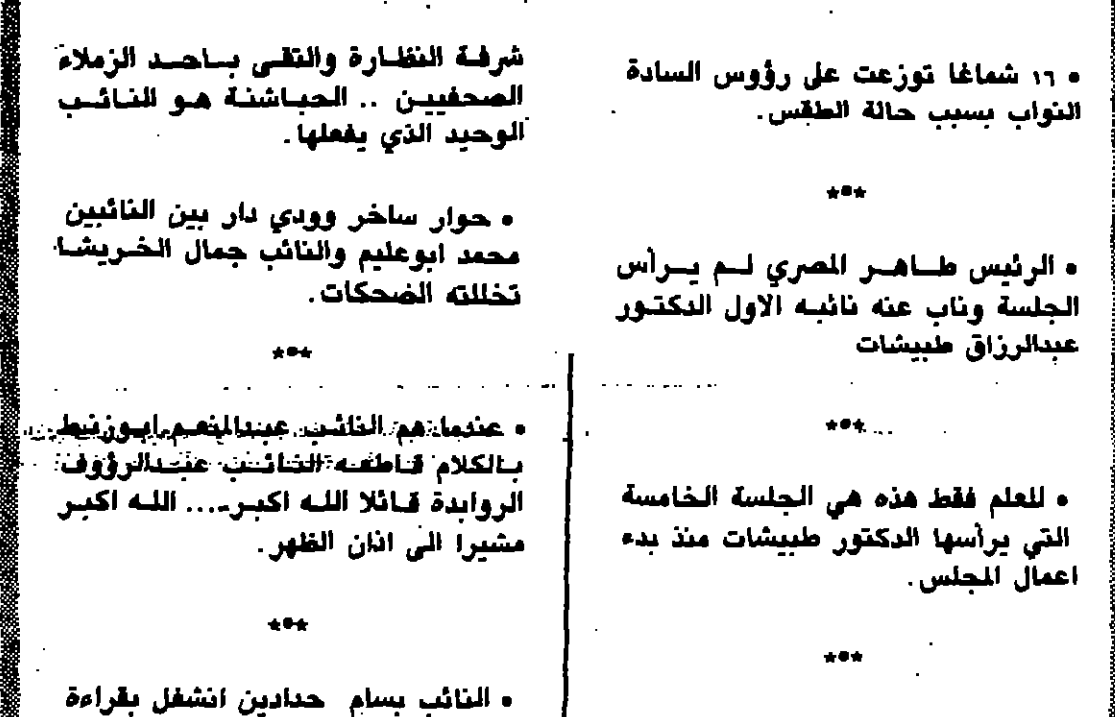 • ١٦ شماغا توزعت على رؤوس السادة
النواب بسبب حالة الطقس.
***
• الرئيس طاهر المصري لم يرأس
الجلسة وناب عنه نائبه الاول الدكتور
عبدالرزاق طبيشات
***
• للعلم فقط هذه هي الجلسة الخامسة
التي يرأسها الدكتور طبيشات منذ بدء
اعمال المجلس.
***
شرفة النظارة والتقى باحد الزملاء
الصحفيين .. الحباشنة هو النائب
الوحيد الذي يفعلها.
• حوار ساخر وودي دار بين النائبين
محمد ابوعليم والنائب جمال الخريشا
تخللته الضحكات.
***
• عندما هم النائب عبدالمنعم ابوزنط
بالكلام قاطعه النائب عبدالرؤوف
الروابدة قائلا الله اكبر.... الله اكبر
مشيرا الى اذان الظهر.
***
• النائب بسام حدادين انشغل بقراءة